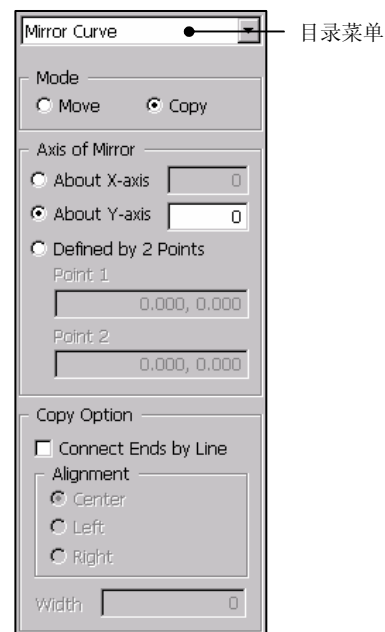 Mirror Curve
目录菜单
Mode
Move Copy
Axis of Mirror
About X-axis 0
About Y-axis 0
Defined by 2 Points
Point 1
0.000, 0.000
Point 2
0.000, 0.000
Copy Option
Connect Ends by Line
Alignment
Center
Left
Right
Width 0